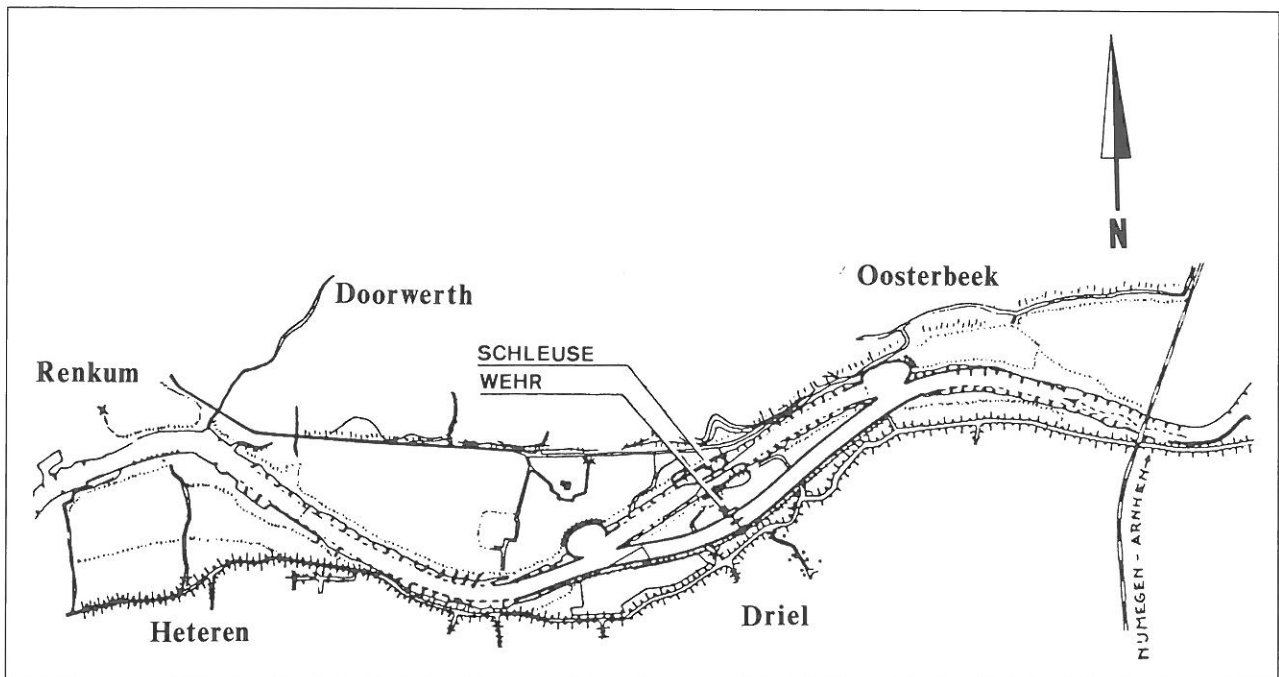 N
Oosterbeek
Doorwerth
SCHLEUSE
WEHR
Renkum
NIJMEGEN - ARNHEM
Driel
Heteren